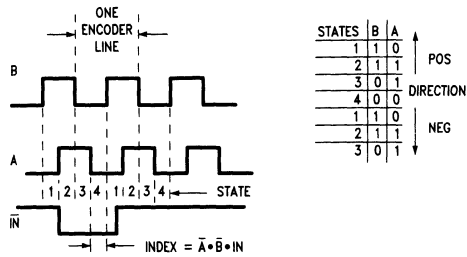 ONE
ENCODER
LINE
B
A
1 2 3 4 1 2 3 4 STATE
I̅N̅
INDEX = A̅•B̅•IN
STATES B A
1 1 0
2 1 1
3 0 1
4 0 0
1 1 0
2 1 1
3 0 1
POS
DIRECTION
NEG